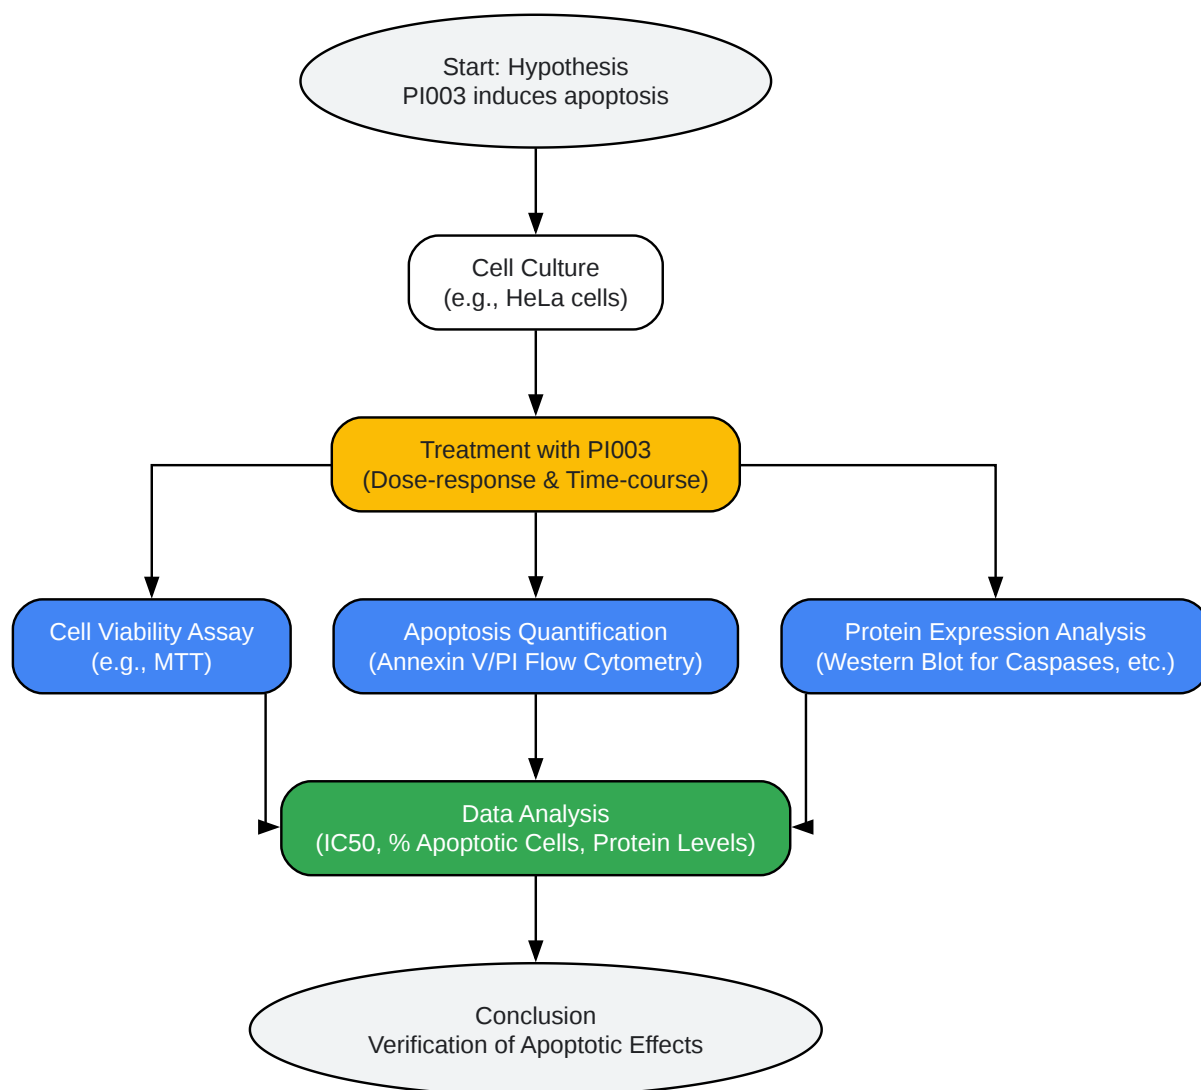 Start: Hypothesis
PI003 induces apoptosis
Cell Culture
(e.g., HeLa cells)
Treatment with PI003
(Dose-response & Time-course)
Cell Viability Assay
(e.g., MTT)
Apoptosis Quantification
(Annexin V/PI Flow Cytometry)
Protein Expression Analysis
(Western Blot for Caspases, etc.)
Data Analysis
(IC50, % Apoptotic Cells, Protein Levels)
Conclusion
Verification of Apoptotic Effects